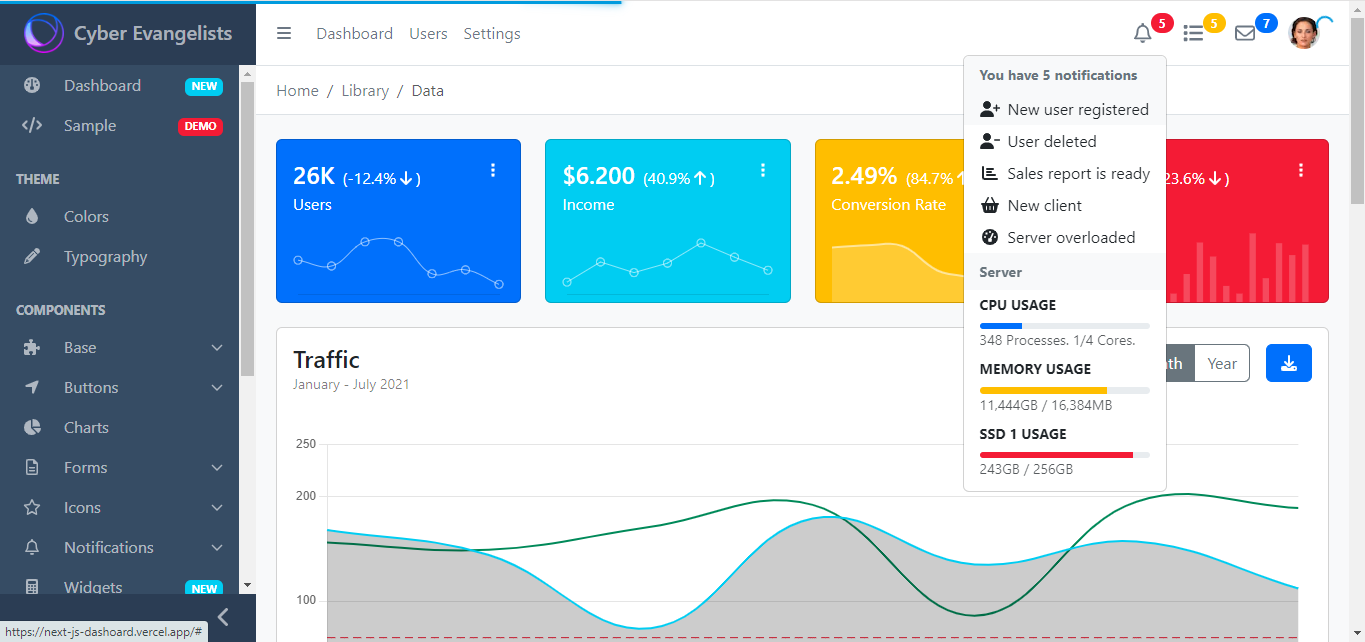 Cyber Evangelists
Dashboard NEW
Sample DEMO
THEME
Colors
Typography
COMPONENTS
Base
Buttons
Charts
Forms
Icons
Notifications
Widgets NEW
https://next-js-dashoard.vercel.app/#
Dashboard Users Settings
5 5 7
Home / Library / Data
26K (-12.4% )
Users
$6.200 (40.9% )
Income
2.49% (84.7%
Conversion Rate
23.6% )
You have 5 notifications
New user registered
User deleted
Sales report is ready
New client
Server overloaded
Server
CPU USAGE
348 Processes. 1/4 Cores.
MEMORY USAGE
11,444GB / 16,384MB
SSD 1 USAGE
243GB / 256GB
Traffic
January - July 2021
Year
250
200
100